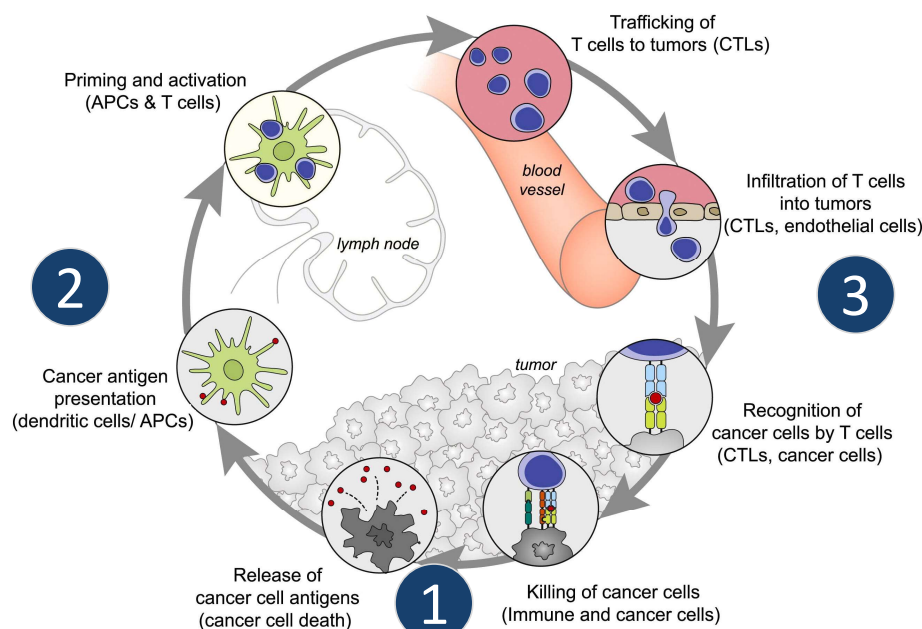 Trafficking of
T cells to tumors (CTLs)
Priming and activation
(APCs & T cells)
blood
vessel
Infiltration of T cells
into tumors
(CTLs, endothelial cells)
lymph node
2
3
tumor
Cancer antigen
presentation
(dendritic cells/ APCs)
Recognition of
cancer cells by T cells
(CTLs, cancer cells)
Release of
cancer cell antigens
(cancer cell death)
1
Killing of cancer cells
(Immune and cancer cells)